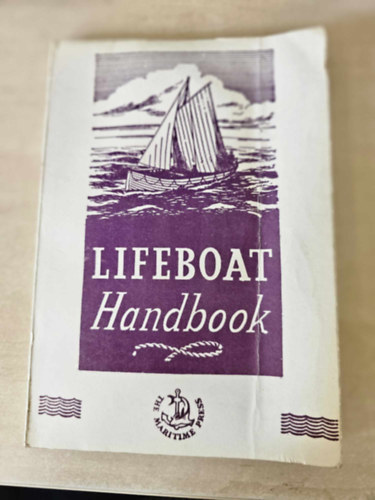 LIFEBOAT
Handbook
THE MARITIME PRESS